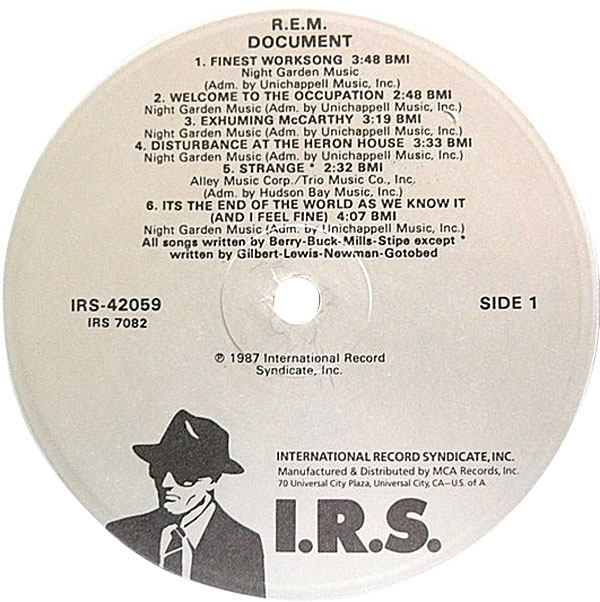 R.E.M.
DOCUMENT
1. FINEST WORKSONG 3:48 BMI
Night Garden Music
(Adm. by Unichappell Music, Inc.)
2. WELCOME TO THE OCCUPATION 2:48 BMI
Night Garden Music (Adm. by Unichappell Music, Inc.)
3. EXHUMING McCARTHY 3:19 BMI
Night Garden Music (Adm. by Unichappell Music, Inc.)
4. DISTURBANCE AT THE HERON HOUSE 3:33 BMI
Night Garden Music (Adm. by Unichappell Music, Inc.)
5. STRANGE * 2:32 BMI
Alley Music Corp./Trio Music Co., Inc.
(Adm. by Hudson Bay Music, Inc.)
6. ITS THE END OF THE WORLD AS WE KNOW IT
(AND I FEEL FINE) 4:07 BMI
Night Garden Music (Adm. by Unichappell Music, Inc.)
All songs written by Berry-Buck-Mills-Stipe except *
written by Gilbert-Lewis-Newman-Gotobed
IRS-42059
SIDE 1
IRS 7082
℗ 1987 International Record
Syndicate, Inc.
INTERNATIONAL RECORD SYNDICATE, INC.
Manufactured & Distributed by MCA Records, Inc.
70 Universal City Plaza, Universal City, CA–U.S. of A.
I.R.S.